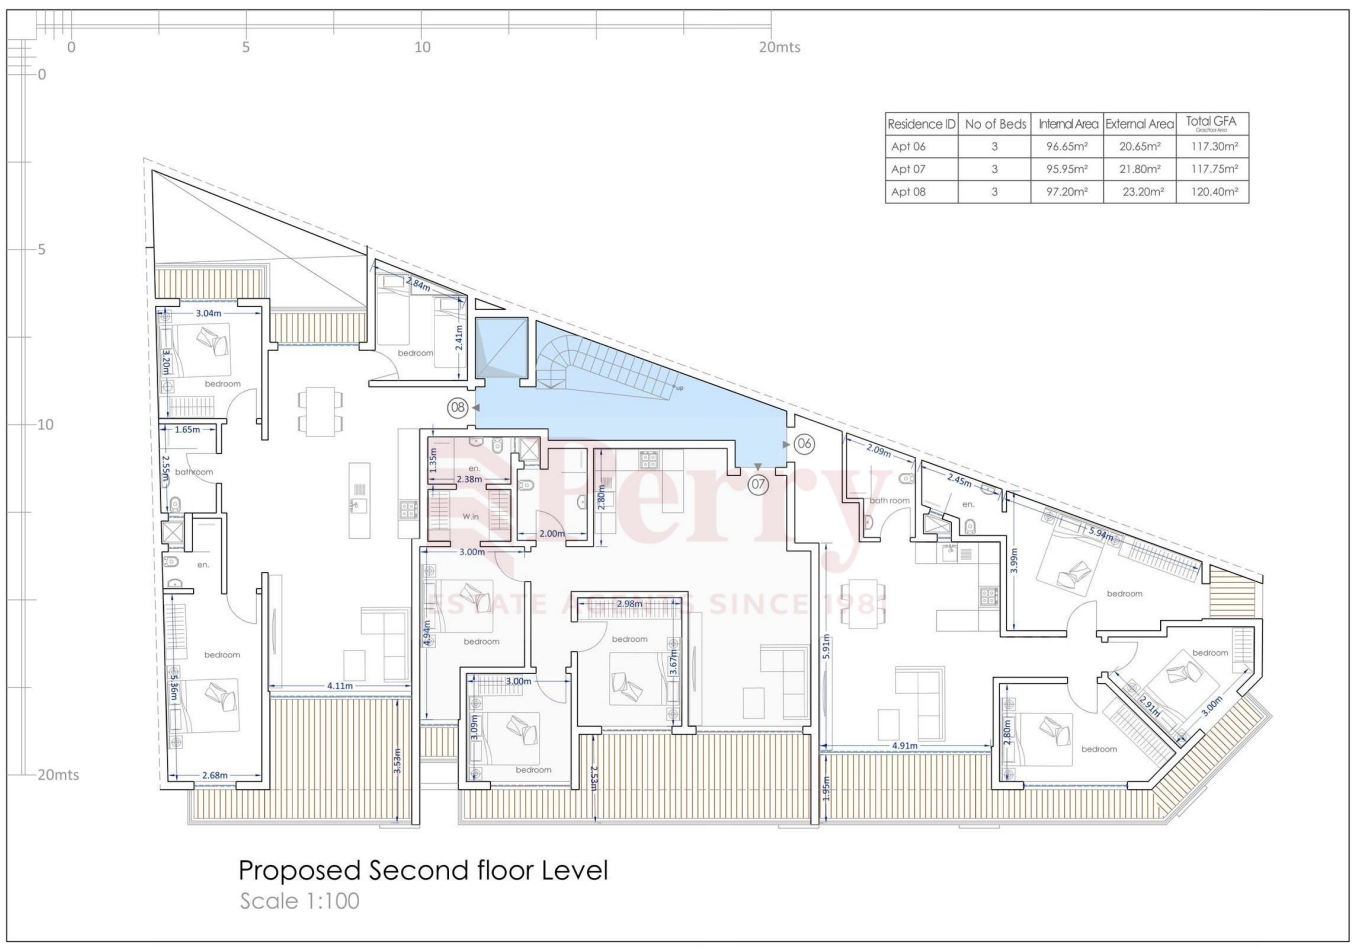 0 5 10 20mts
0
5
10
20mts
Residence ID No of Beds Internal Area External Area Total GFA
Apt 06 3 96.65m² 20.65m² 117.30m²
Apt 07 3 95.95m² 21.80m² 117.75m²
Apt 08 3 97.20m² 23.20m² 120.40m²
2.84m
2.41m
bedroom
3.04m
3.20m
bedroom
up
08
06
07
1.65m
2.55m
bathroom
1.35m
en.
2.38m
W.in
3.00m
2.00m
2.80m
2.09m
bath room
2.45m
en.
5.94m
3.99m
bedroom
Perry
ESTATE AGENTS SINCE 198
en.
bedroom
5.36m
2.68m
4.11m
3.53m
4.94m
bedroom
3.00m
3.09m
bedroom
2.98m
bedroom
3.67m
2.53m
5.91m
4.91m
1.95m
2.80m
bedroom
bedroom
2.91m
3.00m
Proposed Second floor Level
Scale 1:100